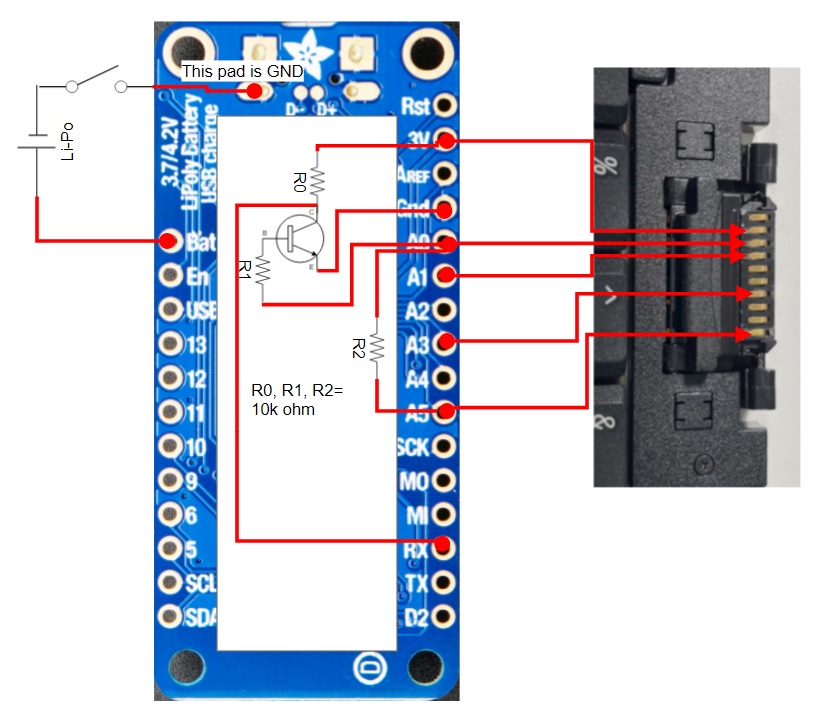 This pad is GND
D- D+
3.7/4.2V
LiPoly Battery
USB charge
Li-Po
Rst
3V
AREF
Gnd
A0
A1
A2
A3
A4
A5
SCK
MO
MI
RX
TX
D2
Bat
En
USB
13
12
11
10
9
6
5
SCL
SDA
R0
C
B
E
R1
R2
R0, R1, R2=
10k ohm
D
%
&